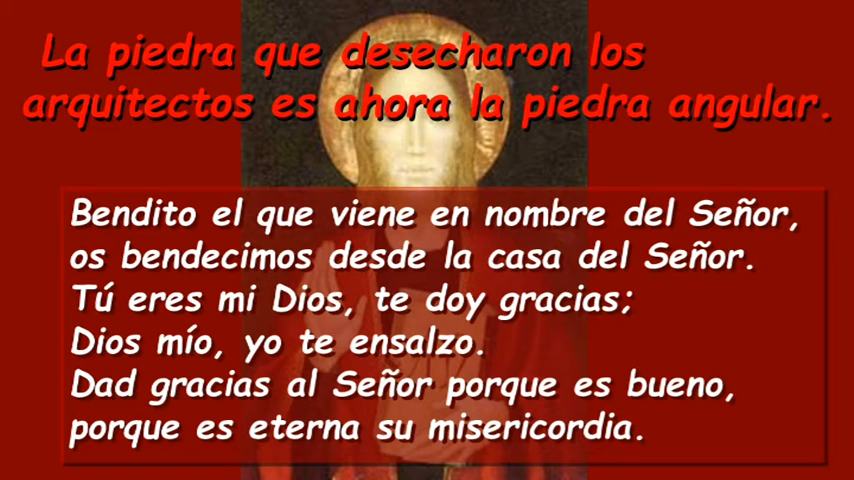 La piedra que desecharon los
arquitectos es ahora la piedra angular.
Bendito el que viene en nombre del Señor,
os bendecimos desde la casa del Señor.
Tú eres mi Dios, te doy gracias;
Dios mío, yo te ensalzo.
Dad gracias al Señor porque es bueno,
porque es eterna su misericordia.